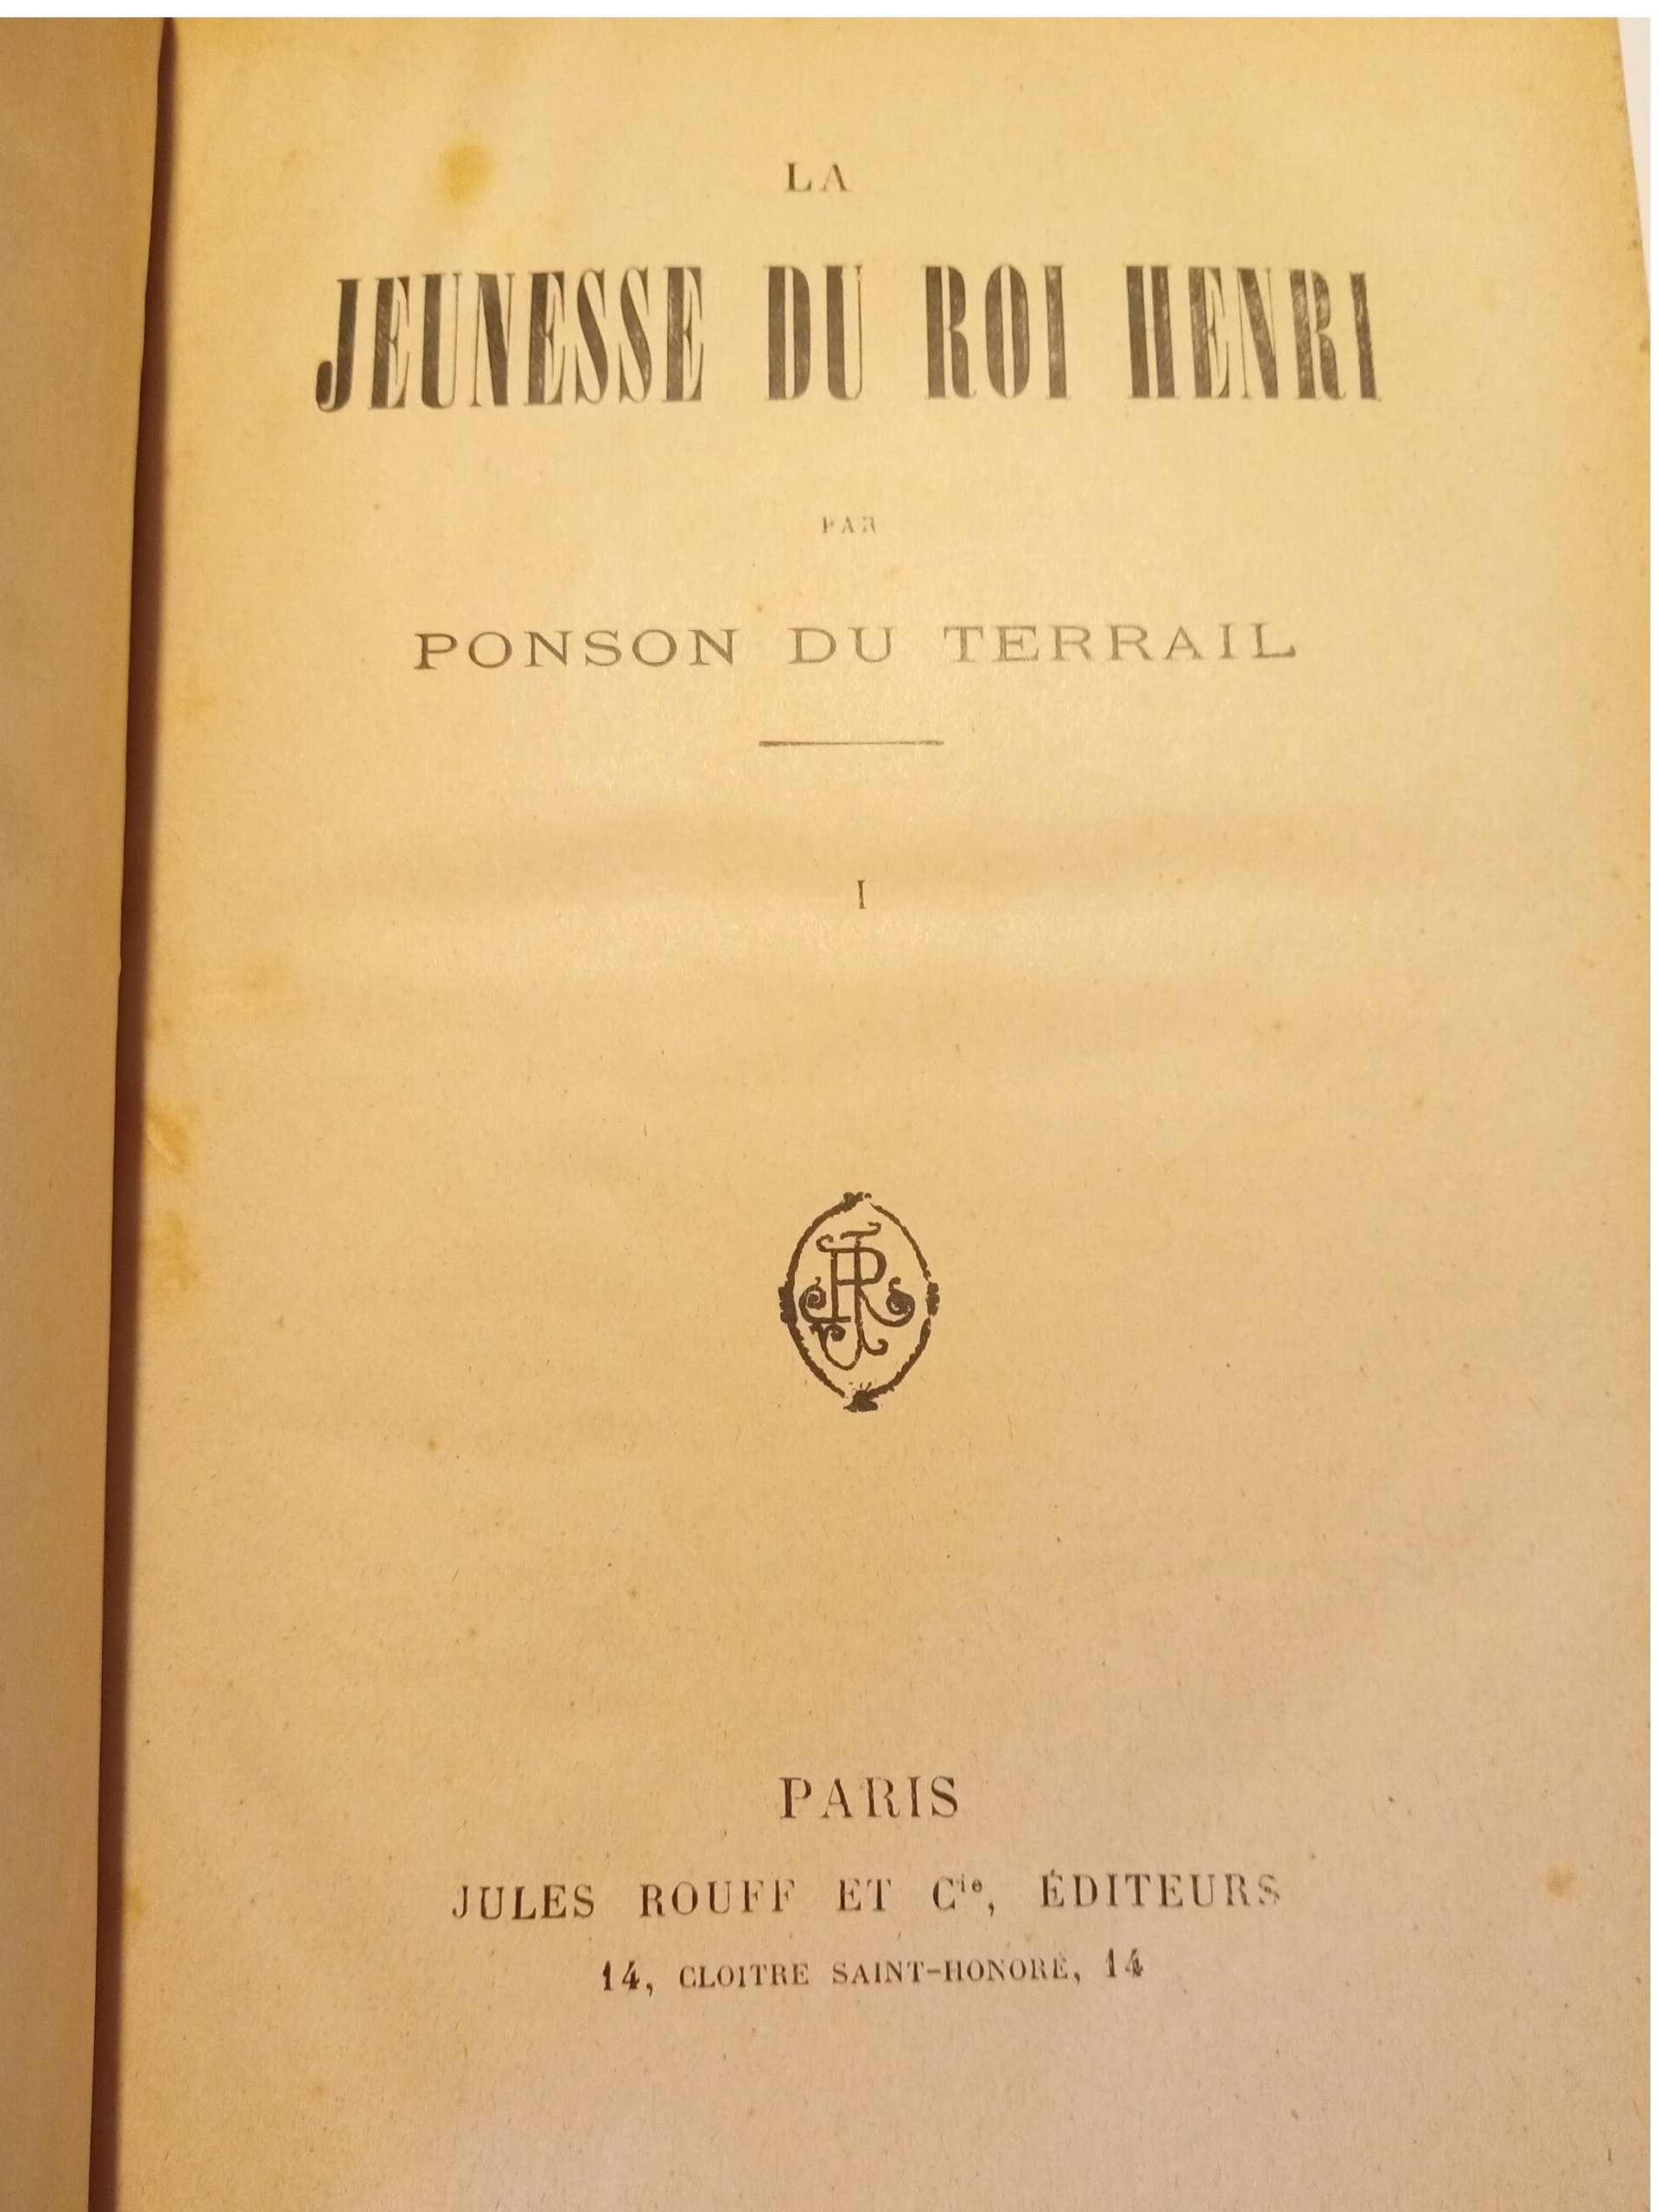 LA
JEUNESSE DU ROI HENRI
PAR
PONSON DU TERRAIL
I
JR
PARIS
JULES ROUFF ET Cie, ÉDITEURS
14, CLOITRE SAINT-HONORÉ, 14